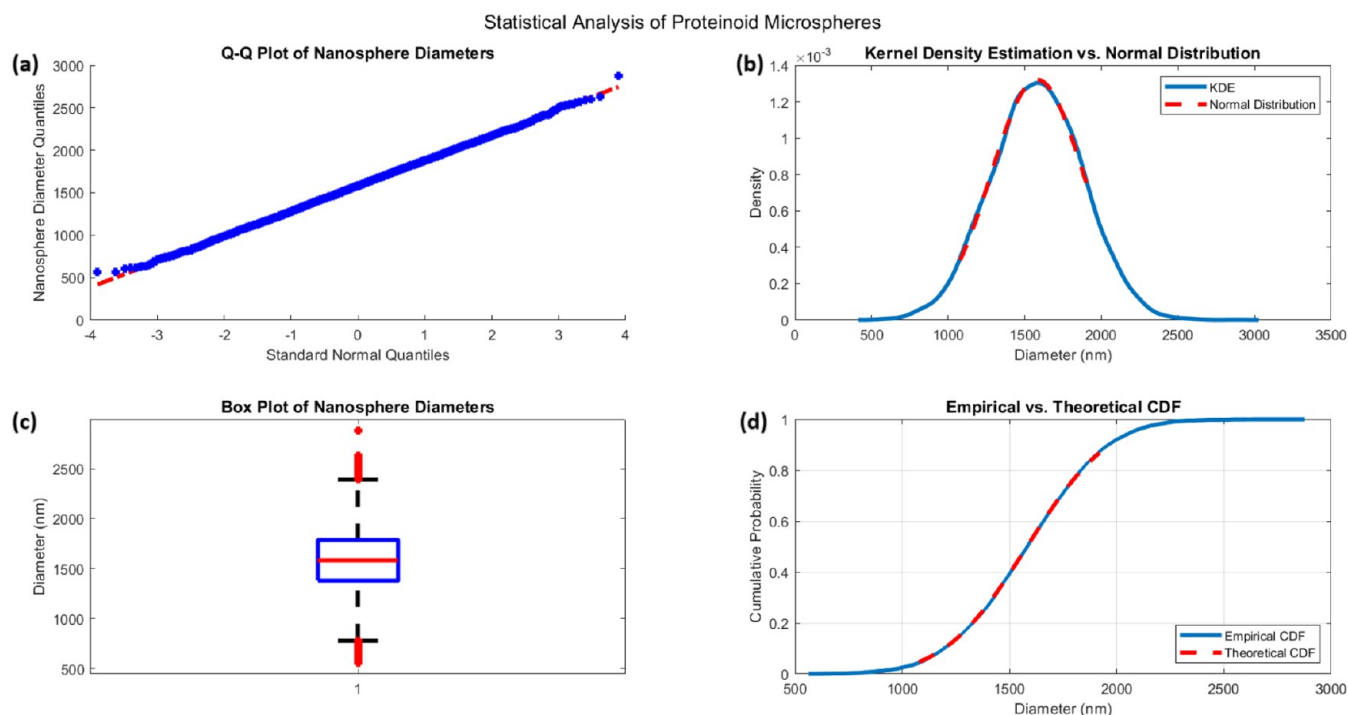 Statistical Analysis of Proteinoid Microspheres
(a)
Q-Q Plot of Nanosphere Diameters
Nanosphere Diameter Quantiles
3000
2500
2000
1500
1000
500
0
-4 -3 -2 -1 0 1 2 3 4
Standard Normal Quantiles
(b)
Kernel Density Estimation vs. Normal Distribution
×10⁻³
Density
1.4
1.2
1
0.8
0.6
0.4
0.2
0
KDE
Normal Distribution
0 500 1000 1500 2000 2500 3000 3500
Diameter (nm)
(c)
Box Plot of Nanosphere Diameters
Diameter (nm)
2500
2000
1500
1000
500
1
(d)
Empirical vs. Theoretical CDF
Cumulative Probability
1
0.8
0.6
0.4
0.2
0
Empirical CDF
Theoretical CDF
500 1000 1500 2000 2500 3000
Diameter (nm)